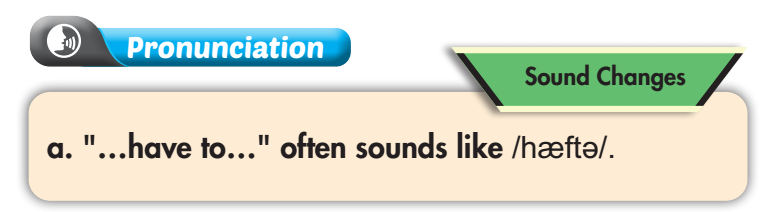 Pronunciation
Sound Changes
a. "...have to..." often sounds like /hæftə/.